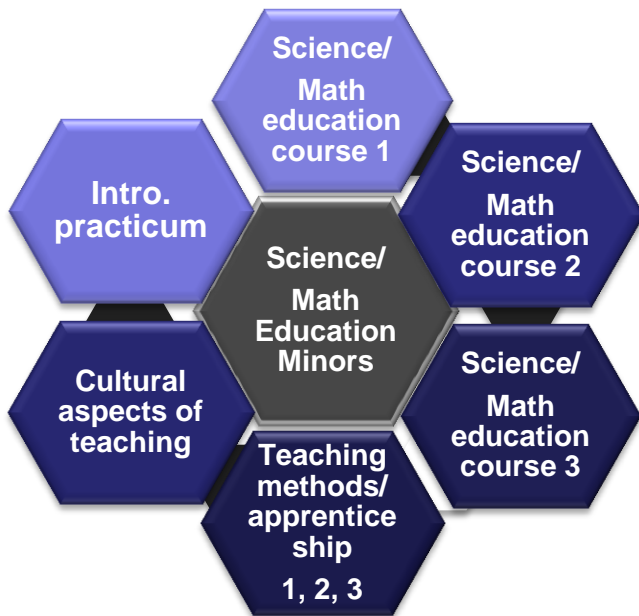 Science/
Math
education
course 1
Science/
Math
education
course 2
Science/
Math
education
course 3
Teaching
methods/
apprentice
ship
1, 2, 3
Cultural
aspects of
teaching
Intro.
practicum
Science/
Math
Education
Minors